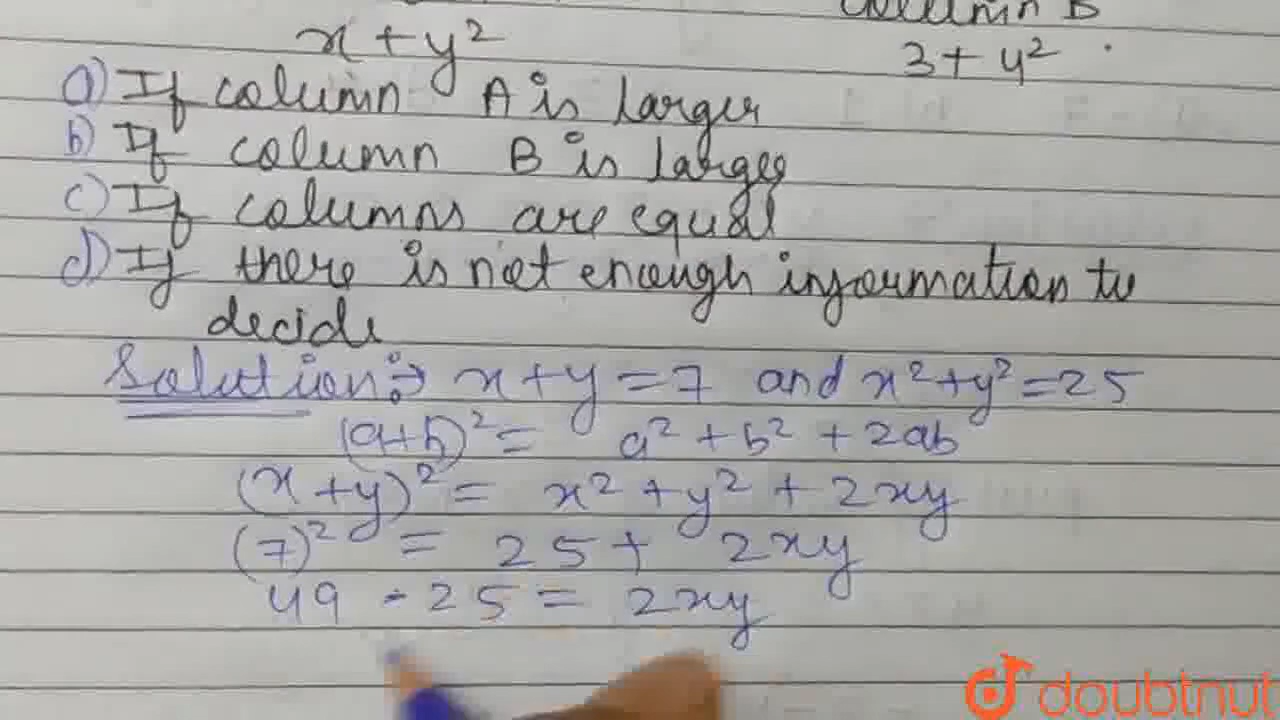 column B
x + y²
3 + y²
a) If column A is larger
b) If column B is larger
c) If columns are equal
d) If there is not enough information to
decide
Solution:→ x + y = 7 and x² + y² = 25
(a+b)² = a² + b² + 2ab
(x + y)² = x² + y² + 2xy
(7)² = 25 + 2xy
49 - 25 = 2xy
doubtnut